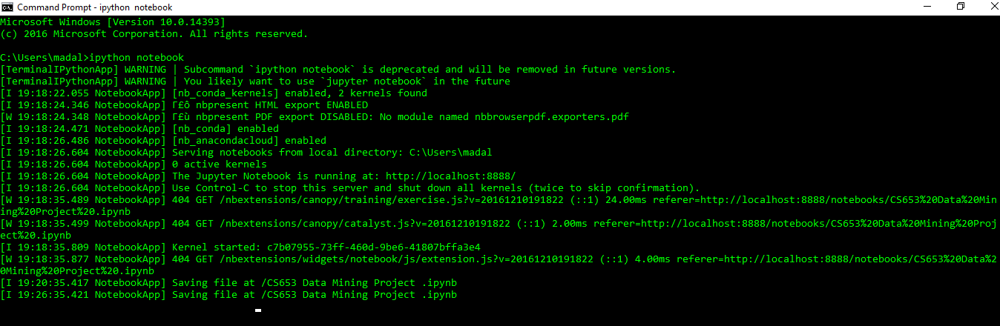 Command Prompt - ipython  notebook
Microsoft Windows [Version 10.0.14393]
(c) 2016 Microsoft Corporation. All rights reserved.
C:\Users\madal>ipython notebook
[TerminalIPythonApp] WARNING | Subcommand `ipython notebook` is deprecated and will be removed in future versions.
[TerminalIPythonApp] WARNING | You likely want to use `jupyter notebook` in the future
[I 19:18:22.055 NotebookApp] [nb_conda_kernels] enabled, 2 kernels found
[I 19:18:24.346 NotebookApp] Γ£ô nbpresent HTML export ENABLED
[W 19:18:24.348 NotebookApp] Γ£ù nbpresent PDF export DISABLED: No module named nbbrowserpdf.exporters.pdf
[I 19:18:24.471 NotebookApp] [nb_conda] enabled
[I 19:18:26.486 NotebookApp] [nb_anacondacloud] enabled
[I 19:18:26.604 NotebookApp] Serving notebooks from local directory: C:\Users\madal
[I 19:18:26.604 NotebookApp] 0 active kernels
[I 19:18:26.604 NotebookApp] The Jupyter Notebook is running at: http://localhost:8888/
[I 19:18:26.604 NotebookApp] Use Control-C to stop this server and shut down all kernels (twice to skip confirmation).
[W 19:18:35.489 NotebookApp] 404 GET /nbextensions/canopy/training/exercise.js?v=20161210191822 (::1) 24.00ms referer=http://localhost:8888/notebooks/CS653%20Data%20Min
ing%20Project%20.ipynb
[W 19:18:35.499 NotebookApp] 404 GET /nbextensions/canopy/catalyst.js?v=20161210191822 (::1) 2.00ms referer=http://localhost:8888/notebooks/CS653%20Data%20Mining%20Proj
ect%20.ipynb
[I 19:18:35.809 NotebookApp] Kernel started: c7b07955-73ff-460d-9be6-41807bffa3e4
[W 19:18:35.877 NotebookApp] 404 GET /nbextensions/widgets/notebook/js/extension.js?v=20161210191822 (::1) 4.00ms referer=http://localhost:8888/notebooks/CS653%20Data%2
0Mining%20Project%20.ipynb
[I 19:20:35.417 NotebookApp] Saving file at /CS653 Data Mining Project .ipynb
[I 19:26:35.421 NotebookApp] Saving file at /CS653 Data Mining Project .ipynb